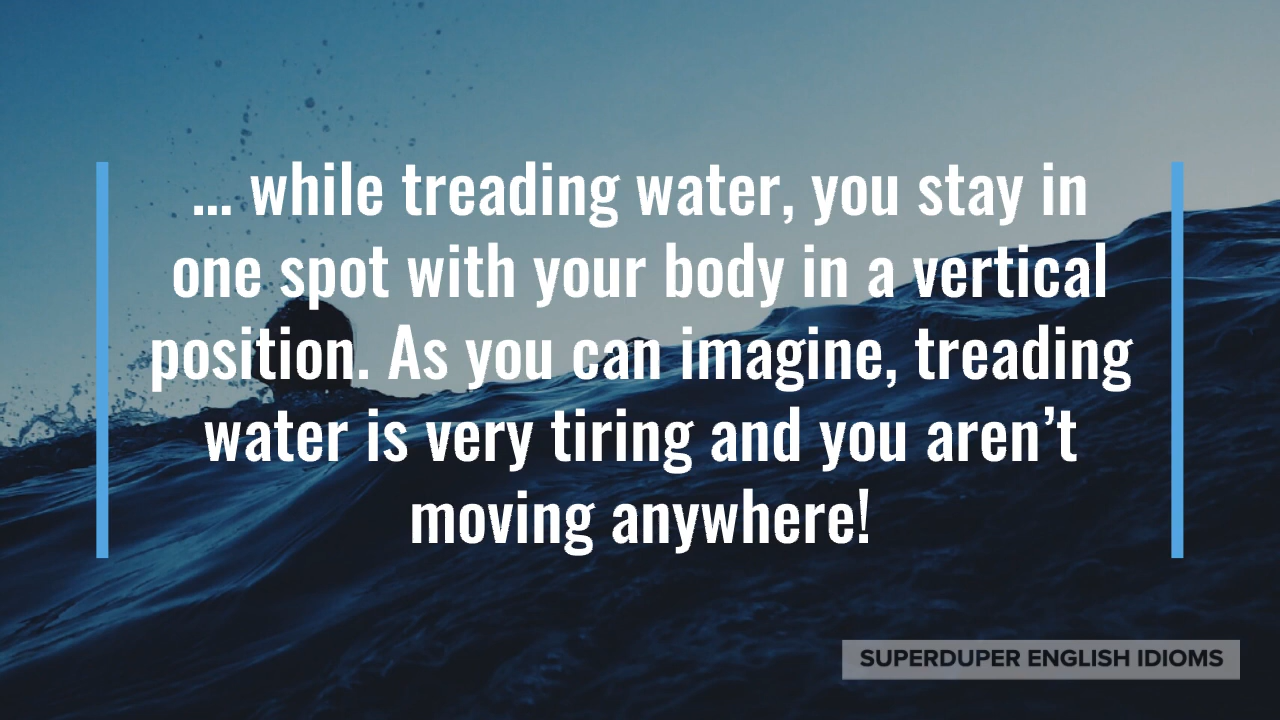 ... while treading water, you stay in
one spot with your body in a vertical
position. As you can imagine, treading
water is very tiring and you aren’t
moving anywhere!
SUPERDUPER ENGLISH IDIOMS